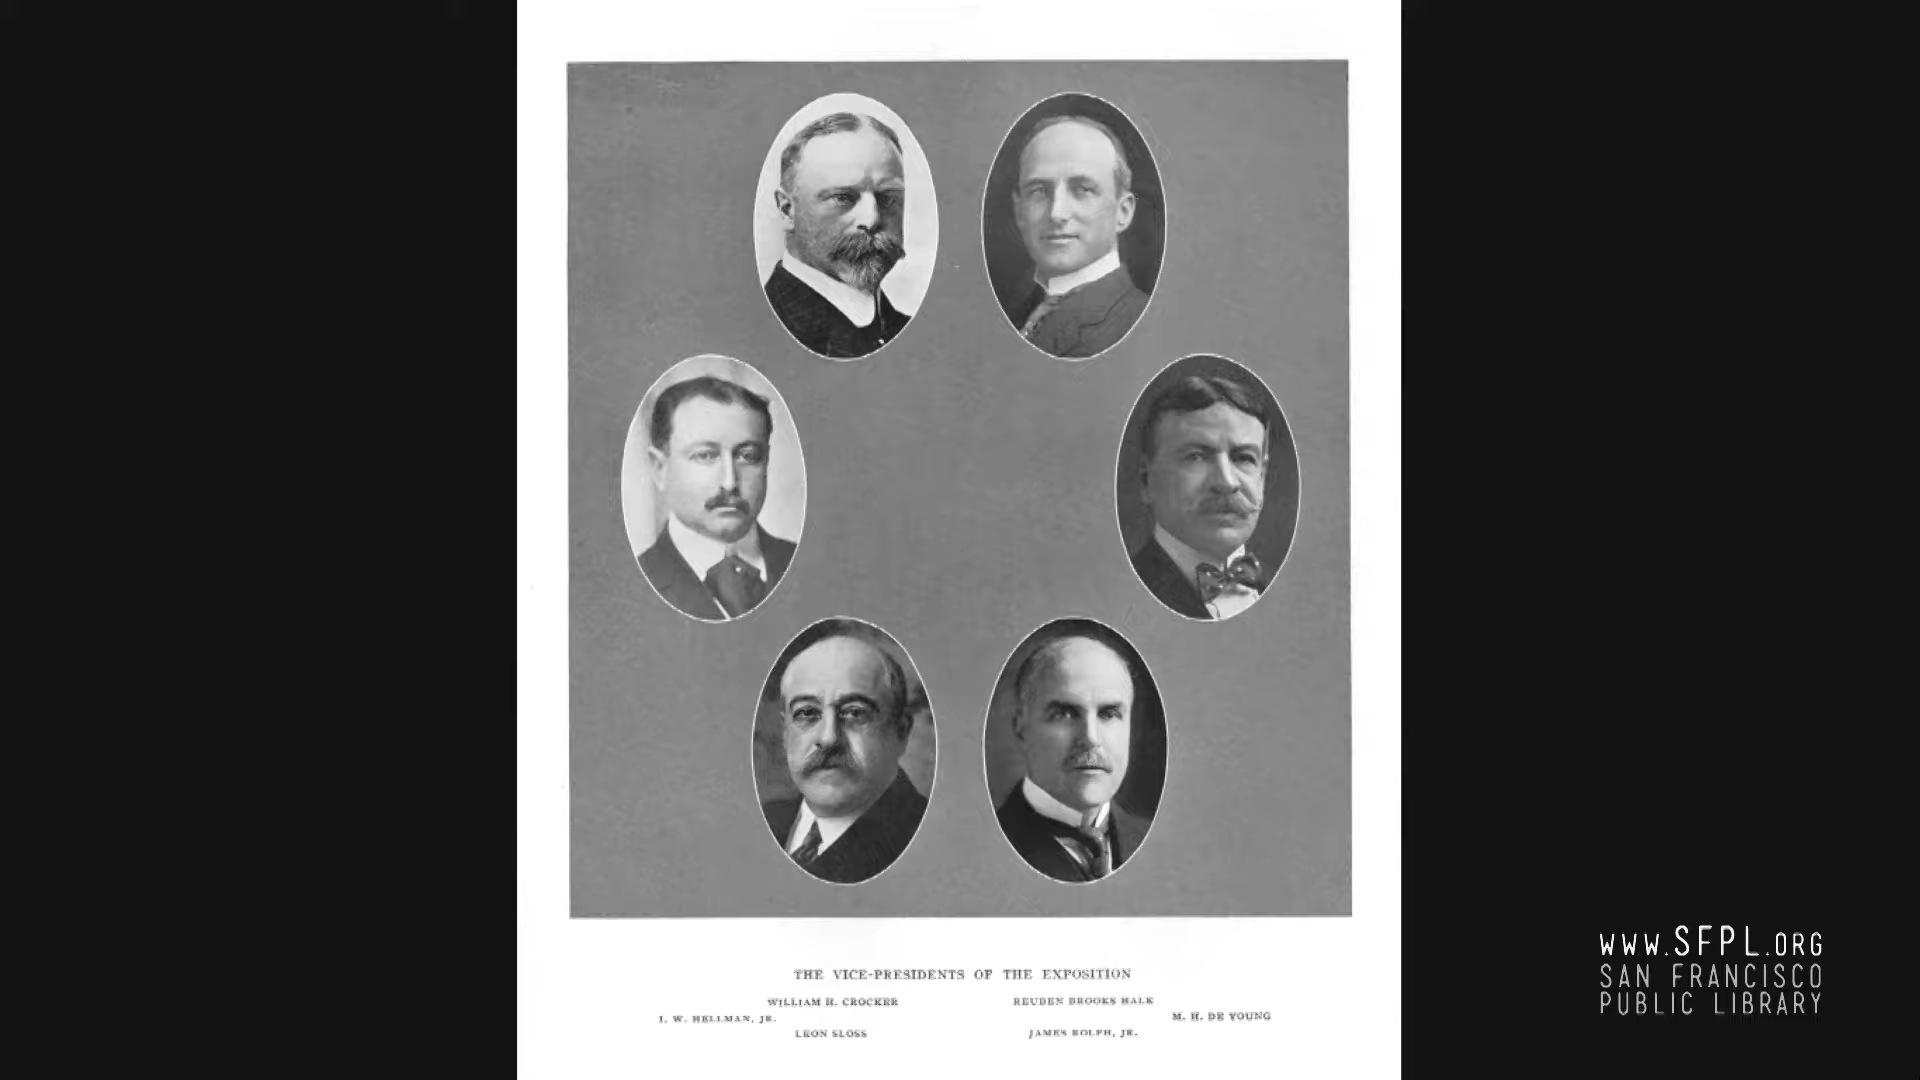 THE VICE-PRESIDENTS OF THE EXPOSITION
WILLIAM H. CROCKER
REUBEN BROOKS HALE
I. W. HELLMAN, JR.
M. H. DE YOUNG
LEON SLOSS
JAMES ROLPH, JR.
WWW.SFPL.ORG
SAN FRANCISCO
PUBLIC LIBRARY